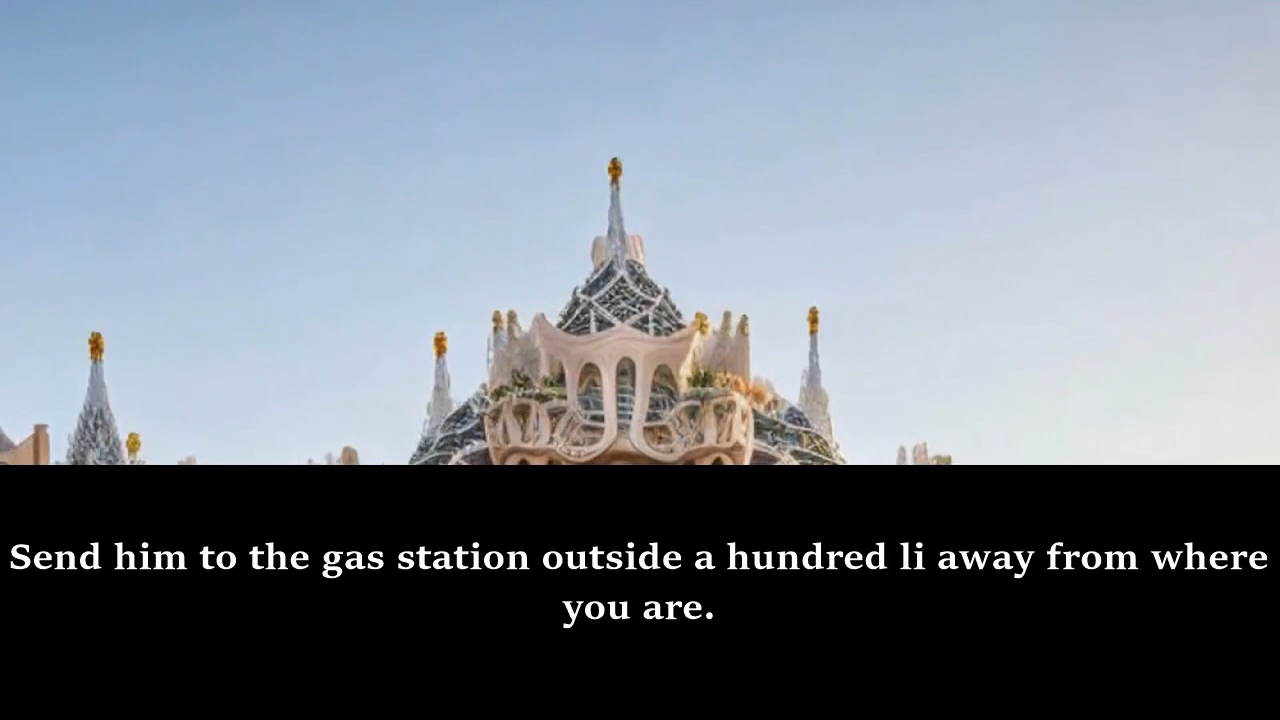 Send him to the gas station outside a hundred li away from where
you are.